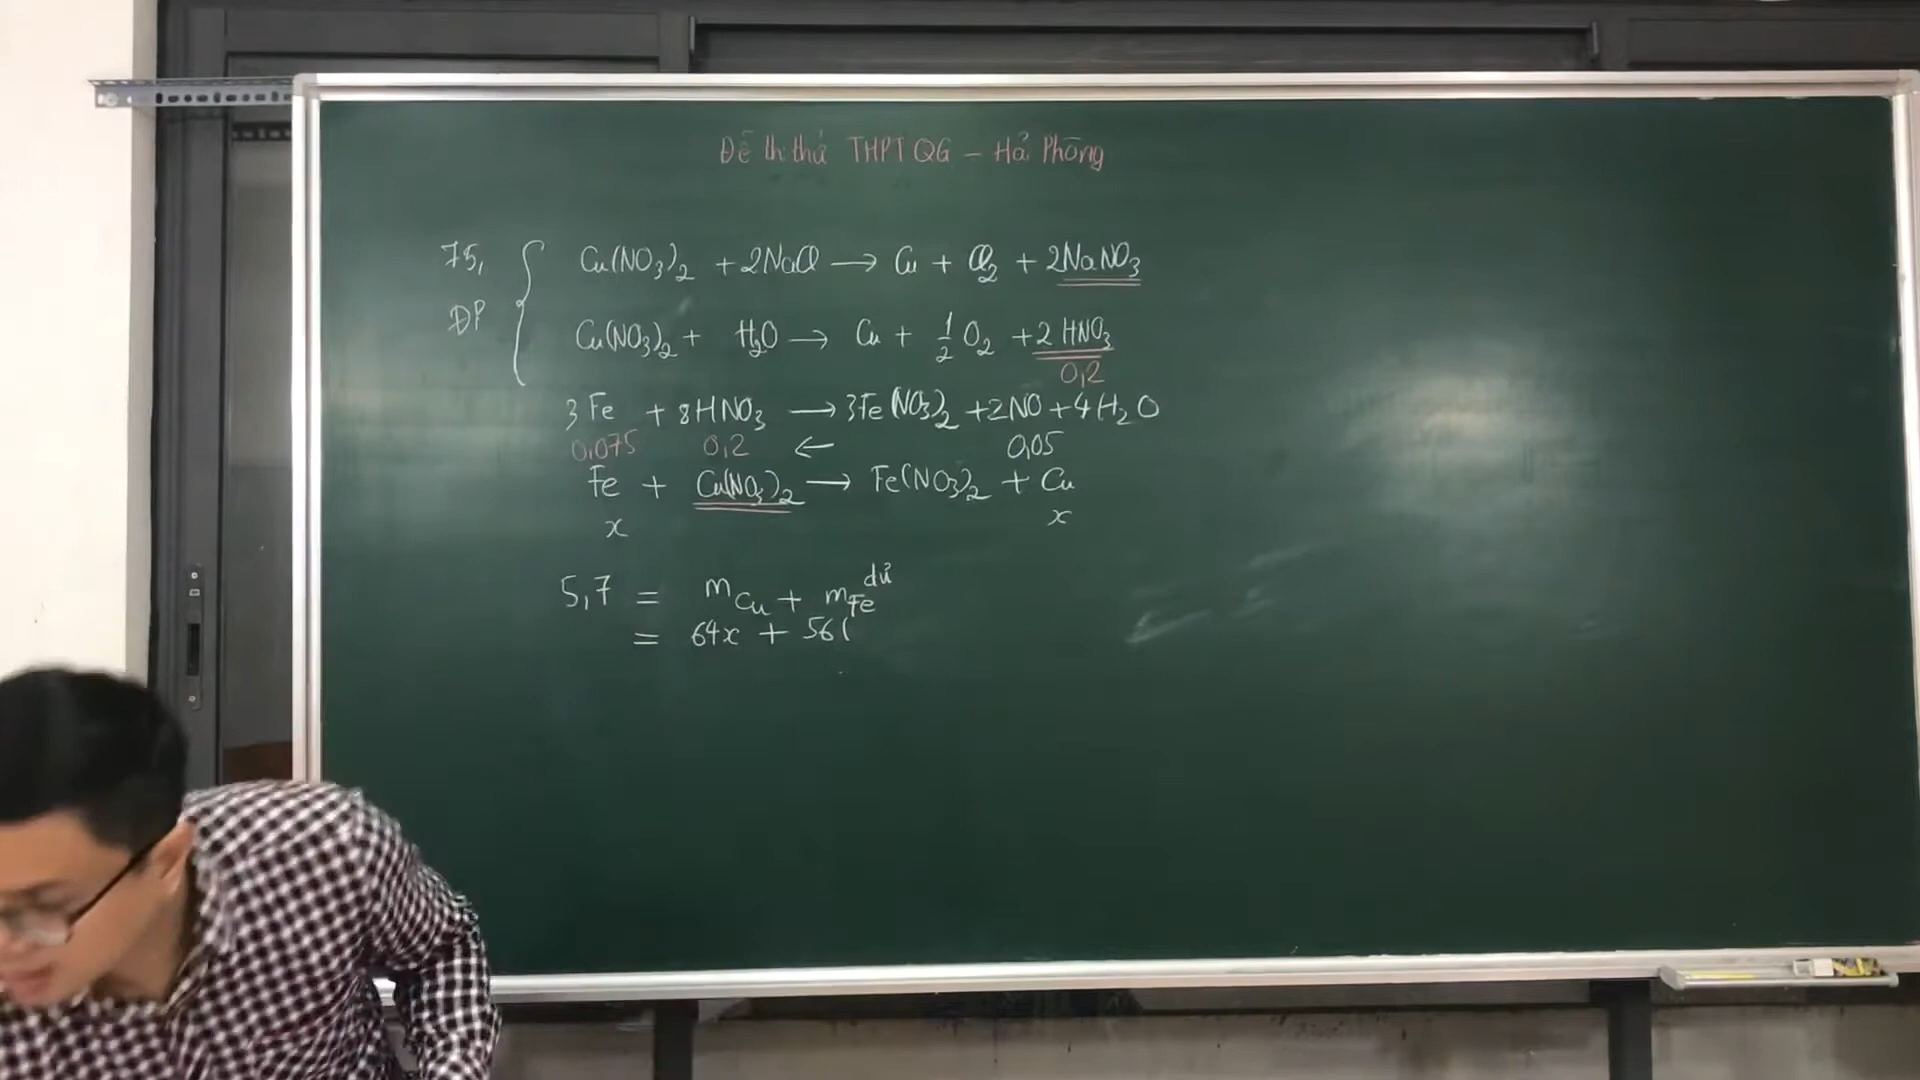 Đề thi thử THPT QG – Hải Phòng
75, Cu(NO3)2 + 2NaCl → Cu + Cl2 + 2NaNO3
ĐP Cu(NO3)2 + H2O → Cu + 1/2 O2 + 2HNO3
0,2
3Fe + 8HNO3 → 3Fe(NO3)2 + 2NO + 4H2O
0,075 0,2 ← 0,05
Fe + Cu(NO3)2 → Fe(NO3)2 + Cu
x x
5,7 = mCu + mFe dư
= 64x + 56(